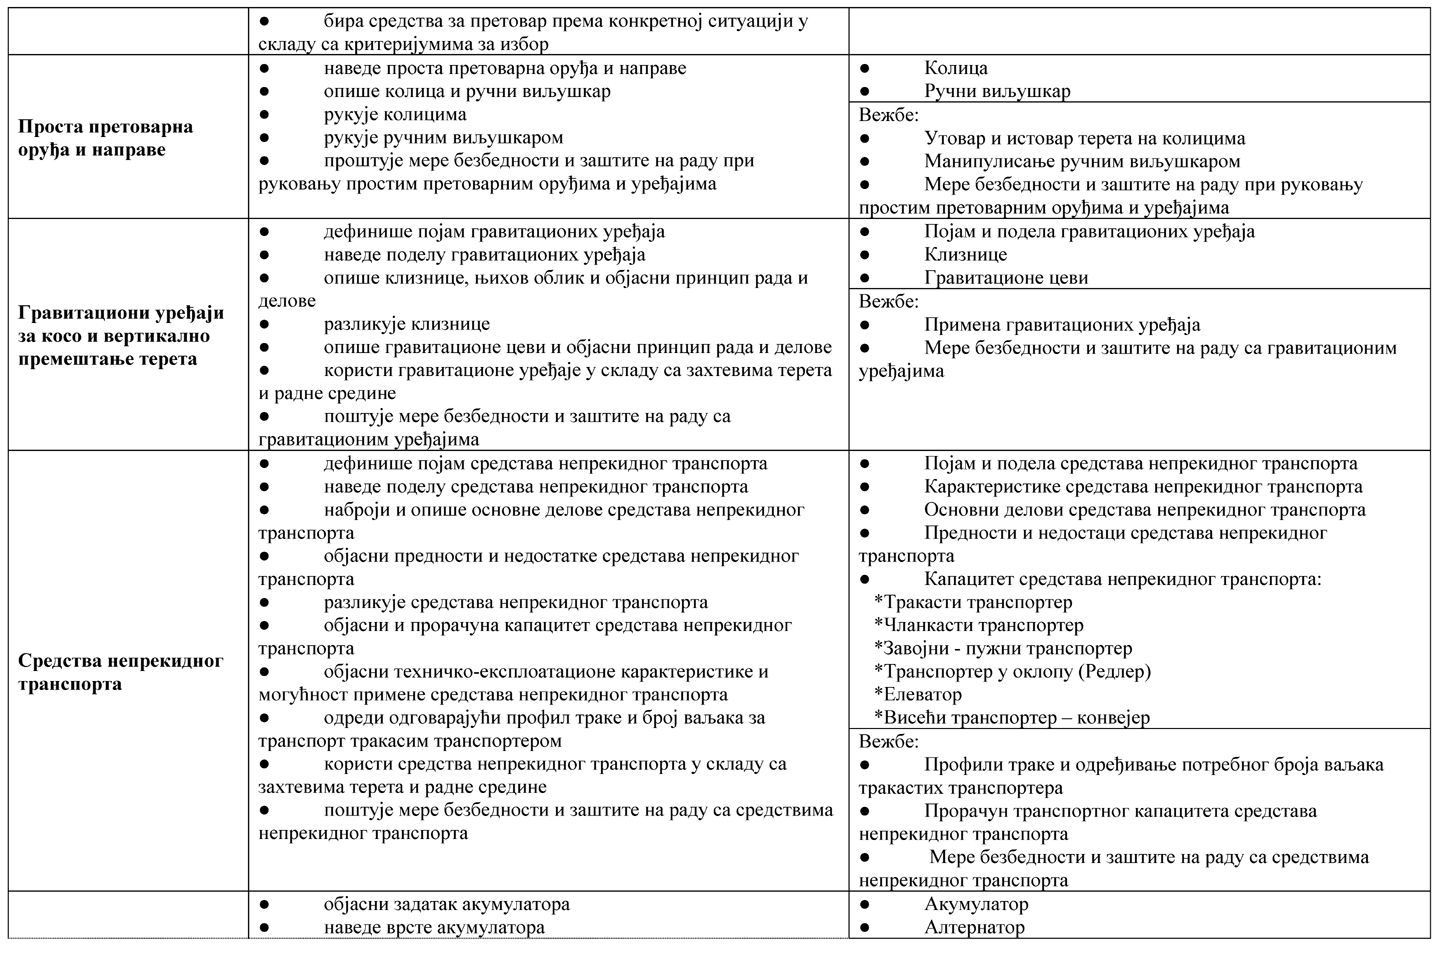 ● бира средства за претовар према конкретној ситуацији у
складу са критеријумима за избор
Проста претоварна
оруђа и направе
● наведе проста претоварна оруђа и направе
● опише колица и ручни виљушкар
● рукује колицима
● рукује ручним виљушкаром
● проштује мере безбедности и заштите на раду при
руковању простим претоварним оруђима и уређајима
● Колица
● Ручни виљушкар
Вежбе:
● Утовар и истовар терета на колицима
● Манипулисање ручним виљушкаром
● Мере безбедности и заштите на раду при руковању
простим претоварним оруђима и уређајима
Гравитациони уређаји
за косо и вертикално
премештање терета
● дефинише појам гравитационих уређаја
● наведе поделу гравитационих уређаја
● опише клизнице, њихов облик и објасни принцип рада и
делове
● разликује клизнице
● опише гравитационе цеви и објасни принцип рада и делове
● користи гравитационе уређаје у складу са захтевима терета
и радне средине
● поштује мере безбедности и заштите на раду са
гравитационим уређајима
● Појам и подела гравитационих уређаја
● Клизнице
● Гравитационе цеви
Вежбе:
● Примена гравитационих уређаја
● Мере безбедности и заштите на раду са гравитационим
уређајима
Средства непрекидног
транспорта
● дефинише појам средстава непрекидног транспорта
● наведе поделу средстава непрекидног транспорта
● наброји и опише основне делове средстава непрекидног
транспорта
● објасни предности и недостатке средстава непрекидног
транспорта
● разликује средства непрекидног транспорта
● објасни и прорачуна капацитет средстава непрекидног
транспорта
● објасни техничко-експлоатационе карактеристике и
могућност примене средстава непрекидног транспорта
● одреди одговарајући профил траке и број ваљака за
транспорт тракасим транспортером
● користи средства непрекидног транспорта у складу са
захтевима терета и радне средине
● поштује мере безбедности и заштите на раду са средствима
непрекидног транспорта
● Појам и подела средстава непрекидног транспорта
● Карактеристике средстава непрекидног транспорта
● Основни делови средстава непрекидног транспорта
● Предности и недостаци средстава непрекидног
транспорта
● Капацитет средстава непрекидног транспорта:
*Тракасти транспортер
*Чланкасти транспортер
*Завојни - пужни транспортер
*Транспортер у оклопу (Редлер)
*Елеватор
*Висећи транспортер – конвејер
Вежбе:
● Профили траке и одређивање потребног броја ваљака
тракастих транспортера
● Прорачун транспортног капацитета средстава
непрекидног транспорта
● Мере безбедности и заштите на раду са средствима
непрекидног транспорта
● објасни задатак акумулатора
● наведе врсте акумулатора
● Акумулатор
● Алтернатор